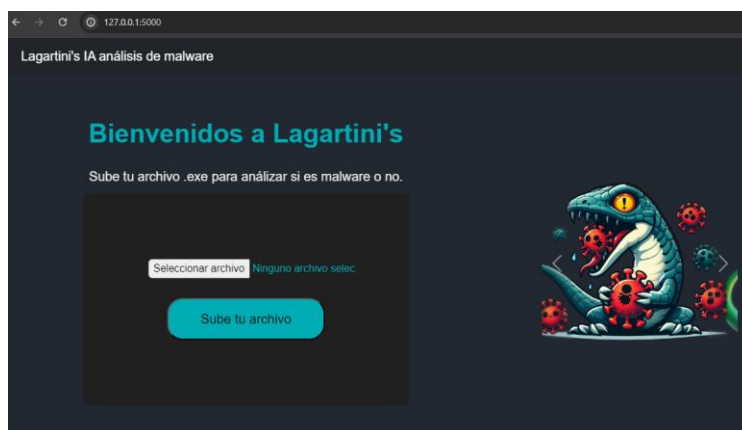 127.0.0.1:5000
Lagartini's IA análisis de malware
Bienvenidos a Lagartini's
Sube tu archivo .exe para análizar si es malware o no.
Seleccionar archivo Ninguno archivo selec.
Sube tu archivo